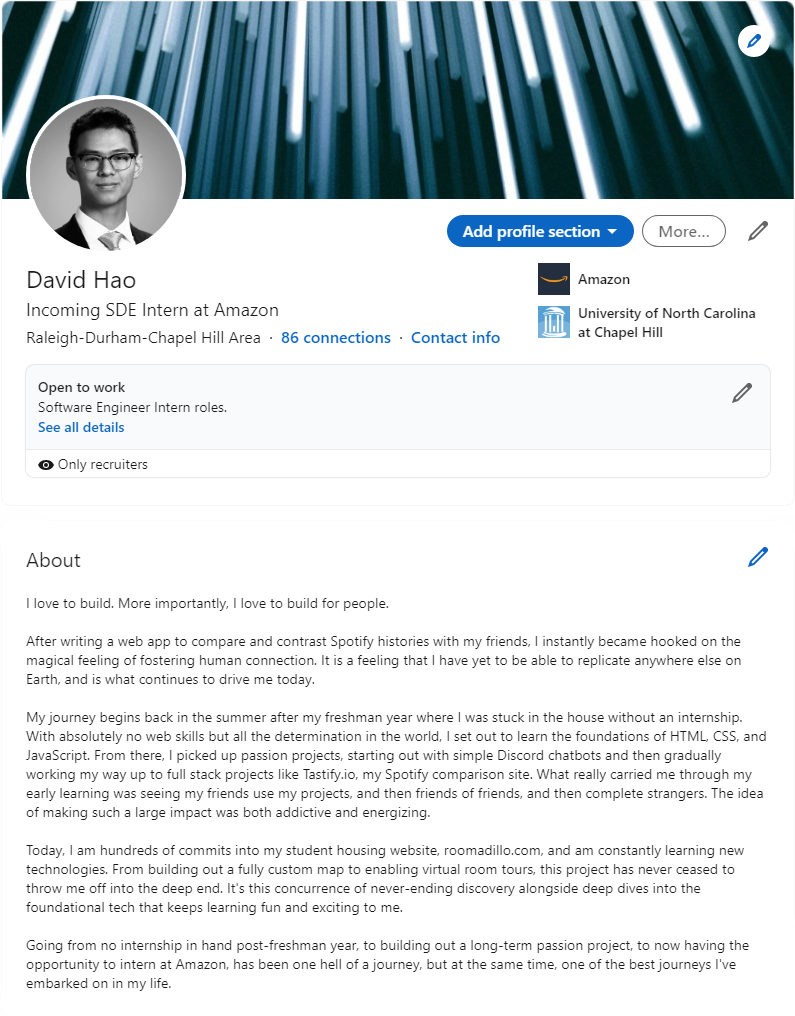 Add profile section
More...
David Hao
Incoming SDE Intern at Amazon
Raleigh-Durham-Chapel Hill Area · 86 connections · Contact info
Amazon
University of North Carolina
at Chapel Hill
Open to work
Software Engineer Intern roles.
See all details
Only recruiters
About
I love to build. More importantly, I love to build for people.
After writing a web app to compare and contrast Spotify histories with my friends, I instantly became hooked on the
magical feeling of fostering human connection. It is a feeling that I have yet to be able to replicate anywhere else on
Earth, and is what continues to drive me today.
My journey begins back in the summer after my freshman year where I was stuck in the house without an internship.
With absolutely no web skills but all the determination in the world, I set out to learn the foundations of HTML, CSS, and
JavaScript. From there, I picked up passion projects, starting out with simple Discord chatbots and then gradually
working my way up to full stack projects like Tastify.io, my Spotify comparison site. What really carried me through my
early learning was seeing my friends use my projects, and then friends of friends, and then complete strangers. The idea
of making such a large impact was both addictive and energizing.
Today, I am hundreds of commits into my student housing website, roomadillo.com, and am constantly learning new
technologies. From building out a fully custom map to enabling virtual room tours, this project has never ceased to
throw me off into the deep end. It's this concurrence of never-ending discovery alongside deep dives into the
foundational tech that keeps learning fun and exciting to me.
Going from no internship in hand post-freshman year, to building out a long-term passion project, to now having the
opportunity to intern at Amazon, has been one hell of a journey, but at the same time, one of the best journeys I've
embarked on in my life.